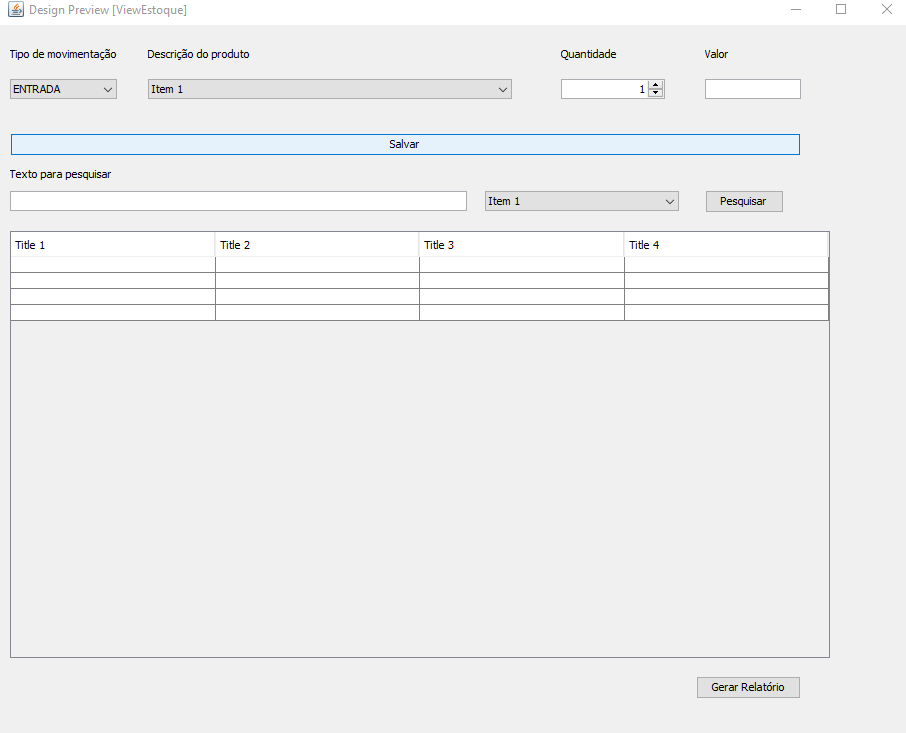 Design Preview [ViewEstoque]
Tipo de movimentação Descrição do produto Quantidade Valor
ENTRADA Item 1 1
Salvar
Texto para pesquisar
Item 1 Pesquisar
Title 1 Title 2 Title 3 Title 4
Gerar Relatório